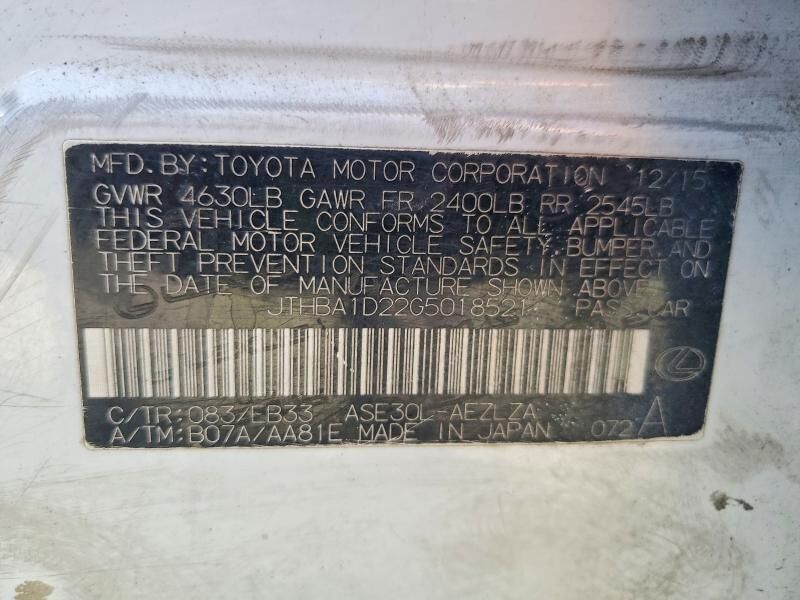 MFD. BY: TOYOTA MOTOR CORPORATION 12/15
GVWR 4630LB GAWR FR 2400LB RR 2545LB
THIS VEHICLE CONFORMS TO ALL APPLICABLE
FEDERAL MOTOR VEHICLE SAFETY, BUMPER, AND
THEFT PREVENTION STANDARDS IN EFFECT ON
THE DATE OF MANUFACTURE SHOWN ABOVE.
JTHBA1D22G5018521 PASS. CAR
C/TR: 083/EB33 ASE30L-AEZLZA
A/TM: B07A/AA81E MADE IN JAPAN 072 A